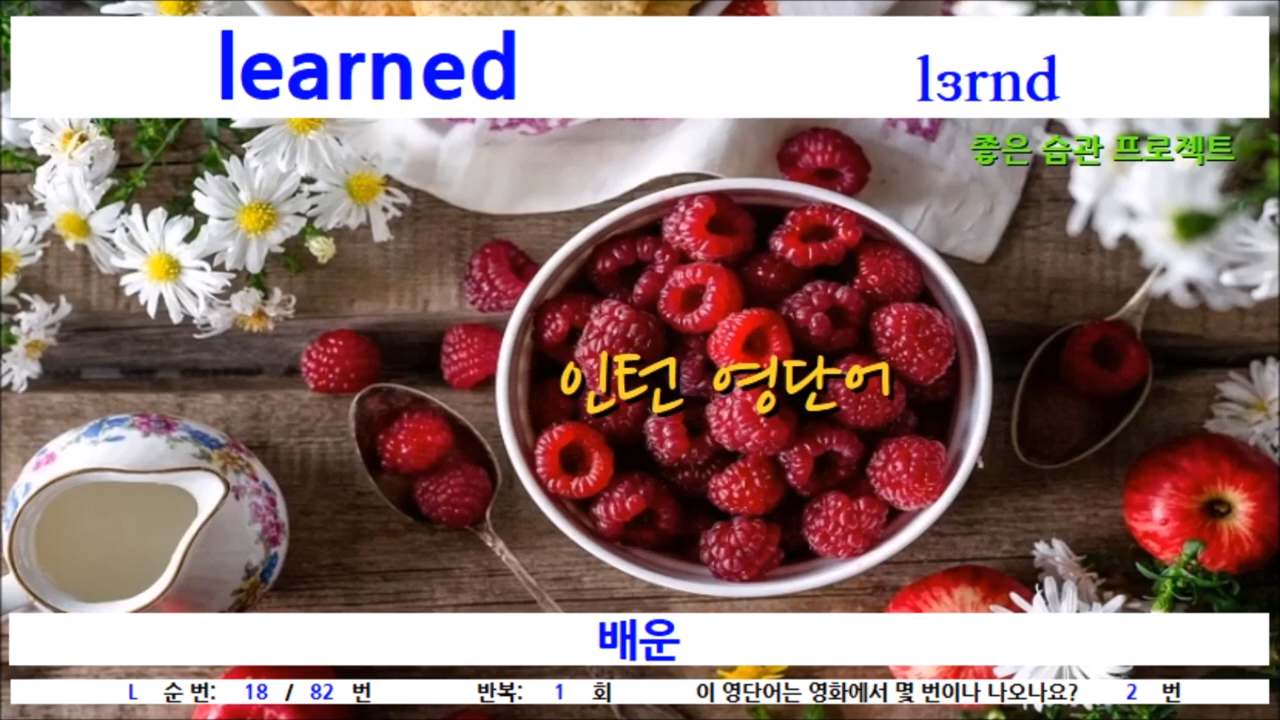 learned lɜrnd
좋은 습관 프로젝트
인턴 영단어
배운
L 순 번: 18 / 82 번 반복: 1 회 이 영단어는 영화에서 몇 번이나 나오나요? 2 번